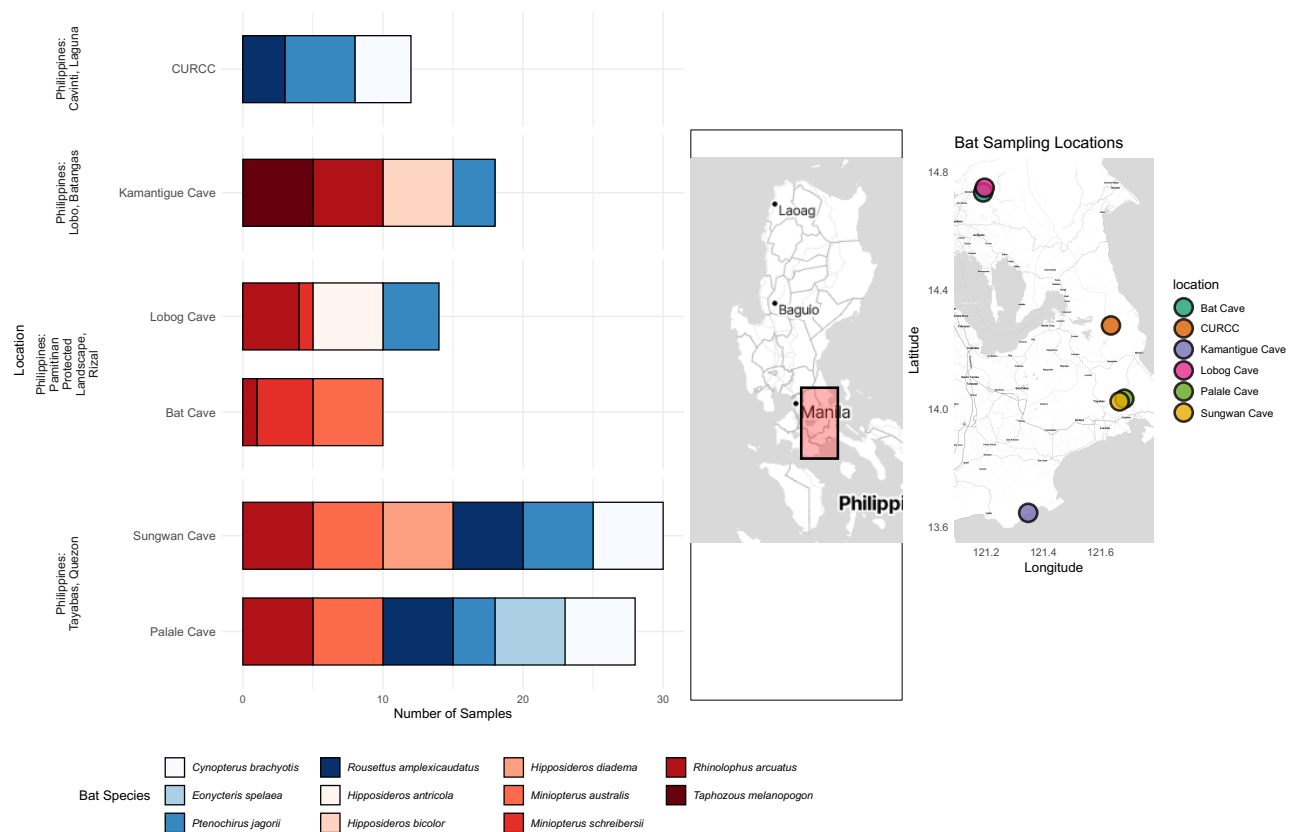 Location
Philippines:
Cavinti, Laguna
CURCC
Philippines:
Lobo, Batangas
Kamantigue Cave
Philippines:
Pamitinan
Protected
Landscape,
Rizal
Lobog Cave
Bat Cave
Philippines:
Tayabas, Quezon
Sungwan Cave
Palale Cave
0 10 20 30
Number of Samples
Laoag
Baguio
Manila
Philippi
Bat Sampling Locations
Latitude
14.8
14.4
14.0
13.6
121.2 121.4 121.6
Longitude
location
Bat Cave
CURCC
Kamantigue Cave
Lobog Cave
Palale Cave
Sungwan Cave
Bat Species
Cynopterus brachyotis
Eonycteris spelaea
Ptenochirus jagorii
Rousettus amplexicaudatus
Hipposideros antricola
Hipposideros bicolor
Hipposideros diadema
Miniopterus australis
Miniopterus schreibersii
Rhinolophus arcuatus
Taphozous melanopogon